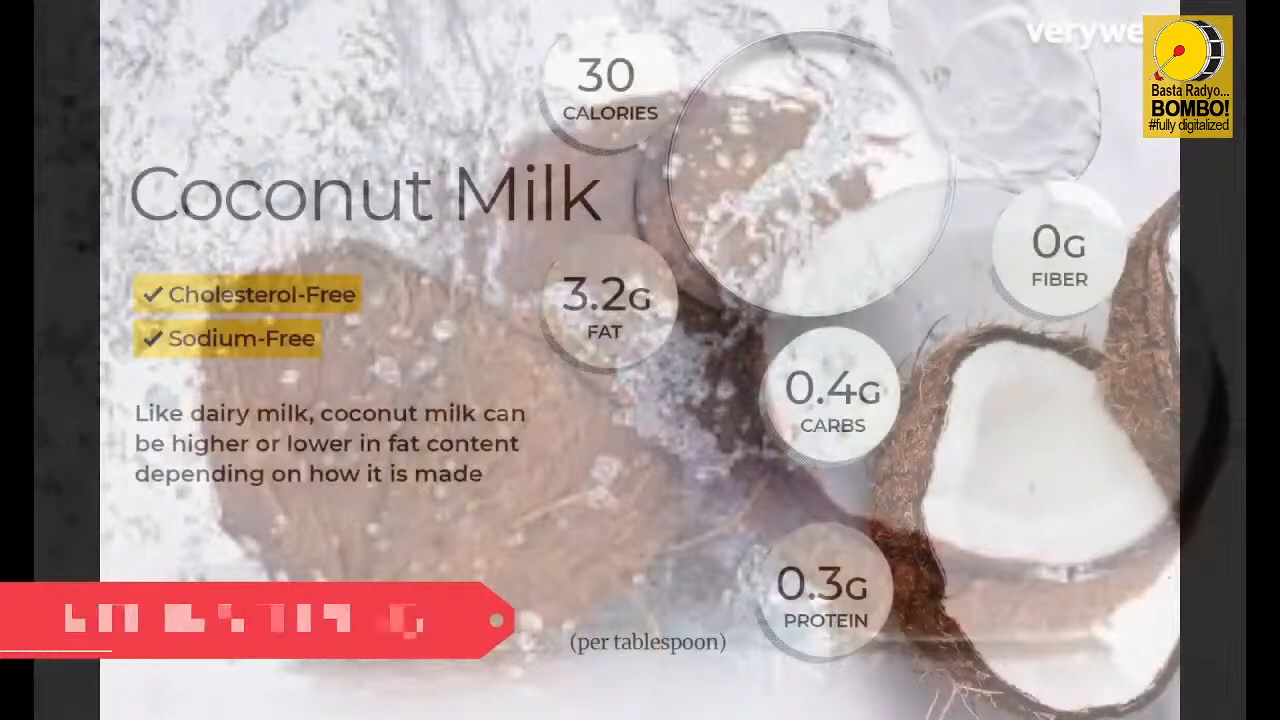 verywe
Basta Radyo...
BOMBO!
#fully digitalized
30
CALORIES
Coconut Milk
0G
FIBER
✓ Cholesterol-Free
3.2G
FAT
✓ Sodium-Free
0.4G
CARBS
Like dairy milk, coconut milk can
be higher or lower in fat content
depending on how it is made
0.3G
PROTEIN
(per tablespoon)